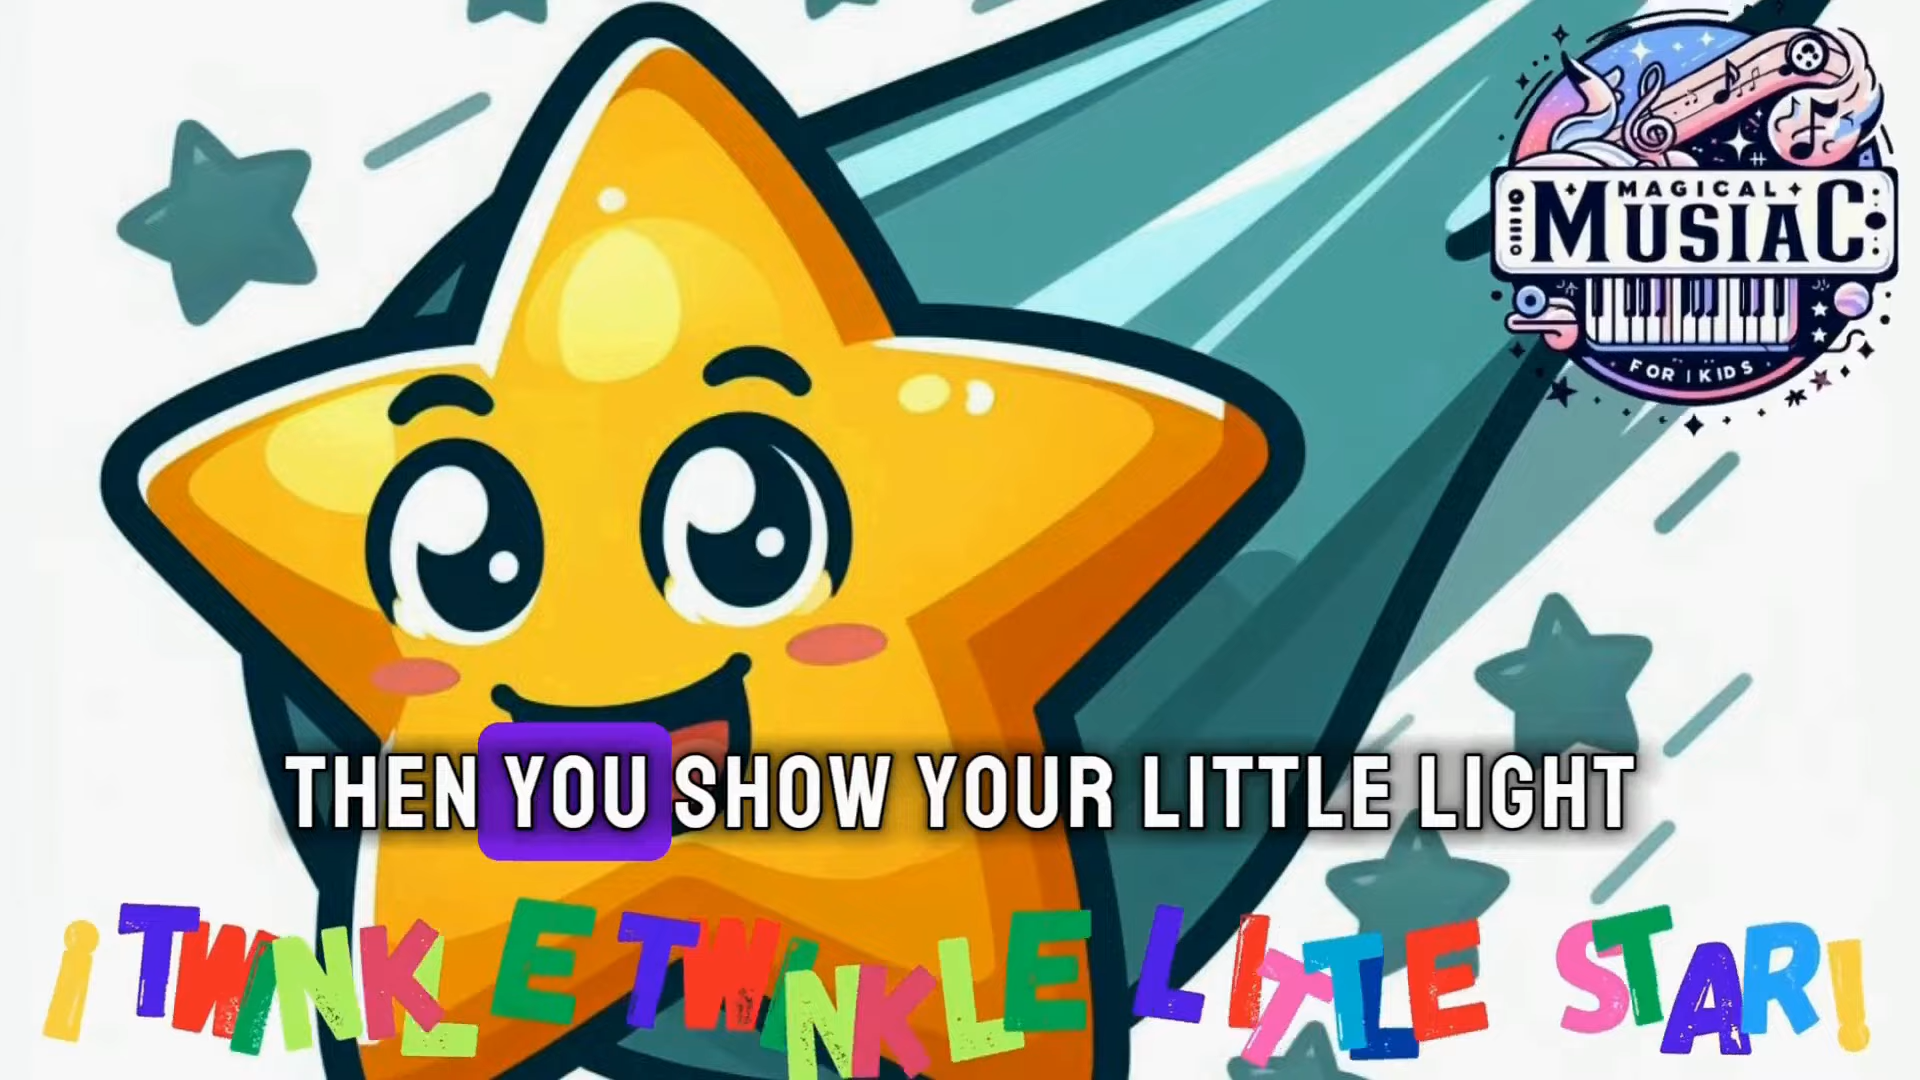 MAGICAL
MUSIAC
FOR KIDS
THEN YOU SHOW YOUR LITTLE LIGHT
¡TWINKLE TWINKLE LITTLE STAR!